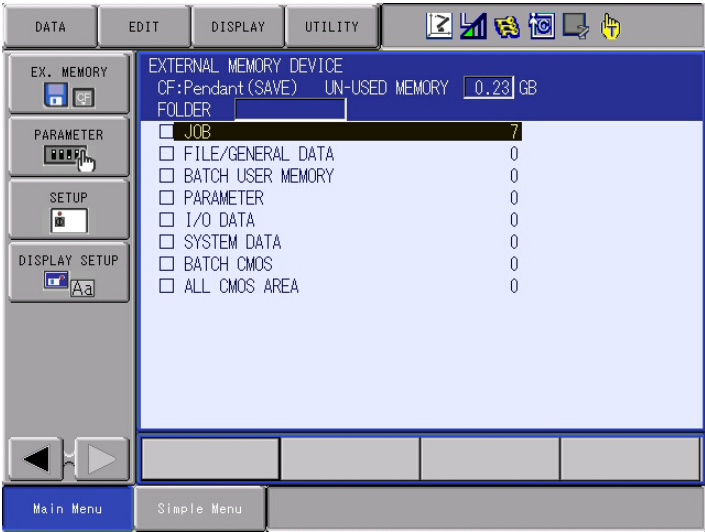 DATA EDIT DISPLAY UTILITY
EX. MEMORY
CF
PARAMETER
SETUP
DISPLAY SETUP
Aa
EXTERNAL MEMORY DEVICE
CF:Pendant(SAVE) UN-USED MEMORY 0.23 GB
FOLDER
JOB 7
FILE/GENERAL DATA 0
BATCH USER MEMORY 0
PARAMETER 0
I/O DATA 0
SYSTEM DATA 0
BATCH CMOS 0
ALL CMOS AREA 0
Main Menu Simple Menu